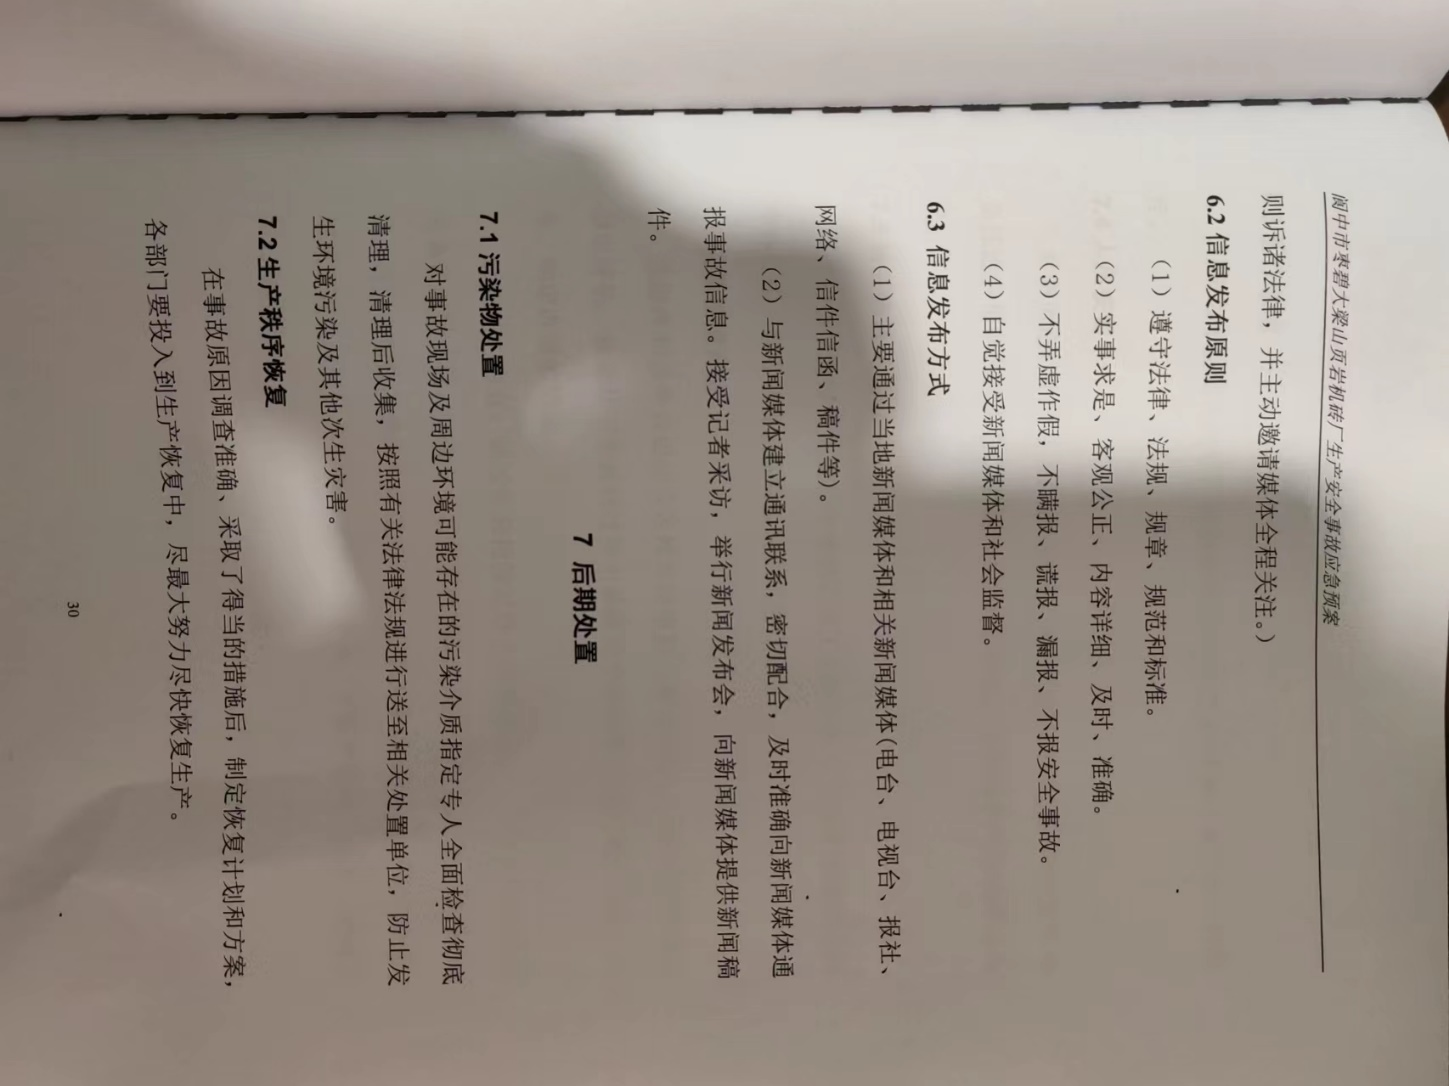 阆中市枣碧大梁山页岩机砖厂生产安全事故应急预案
则诉诸法律，并主动邀请媒体全程关注。）
6.2 信息发布原则
（1）遵守法律、法规、规章、规范和标准。
（2）实事求是、客观公正、内容详细、及时、准确。
（3）不弄虚作假，不瞒报、谎报、漏报、不报安全事故。
（4）自觉接受新闻媒体和社会监督。
6.3 信息发布方式
（1）主要通过当地新闻媒体和相关新闻媒体（电台、电视台、报社、
网络、信件信函、稿件等）。
（2）与新闻媒体建立通讯联系，密切配合，及时准确向新闻媒体通
报事故信息。接受记者采访，举行新闻发布会，向新闻媒体提供新闻稿
件。
7 后期处置
7.1 污染物处置
对事故现场及周边环境可能存在的污染介质指定专人全面检查彻底
清理，清理后收集，按照有关法律法规进行送至相关处置单位，防止发
生环境污染及其他次生灾害。
7.2 生产秩序恢复
在事故原因调查准确、采取了得当的措施后，制定恢复计划和方案，
各部门要投入到生产恢复中，尽最大努力尽快恢复生产。
30